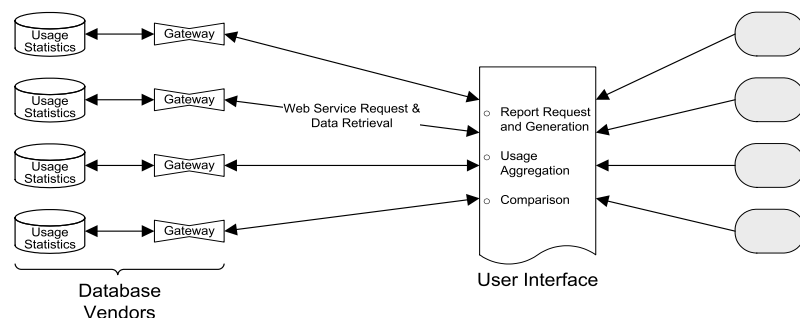 Usage
Statistics
Gateway
Usage
Statistics
Gateway
Web Service Request &
Data Retrieval
Usage
Statistics
Gateway
Usage
Statistics
Gateway
Database
Vendors
○ Report Request
and Generation
○ Usage
Aggregation
○ Comparison
User Interface